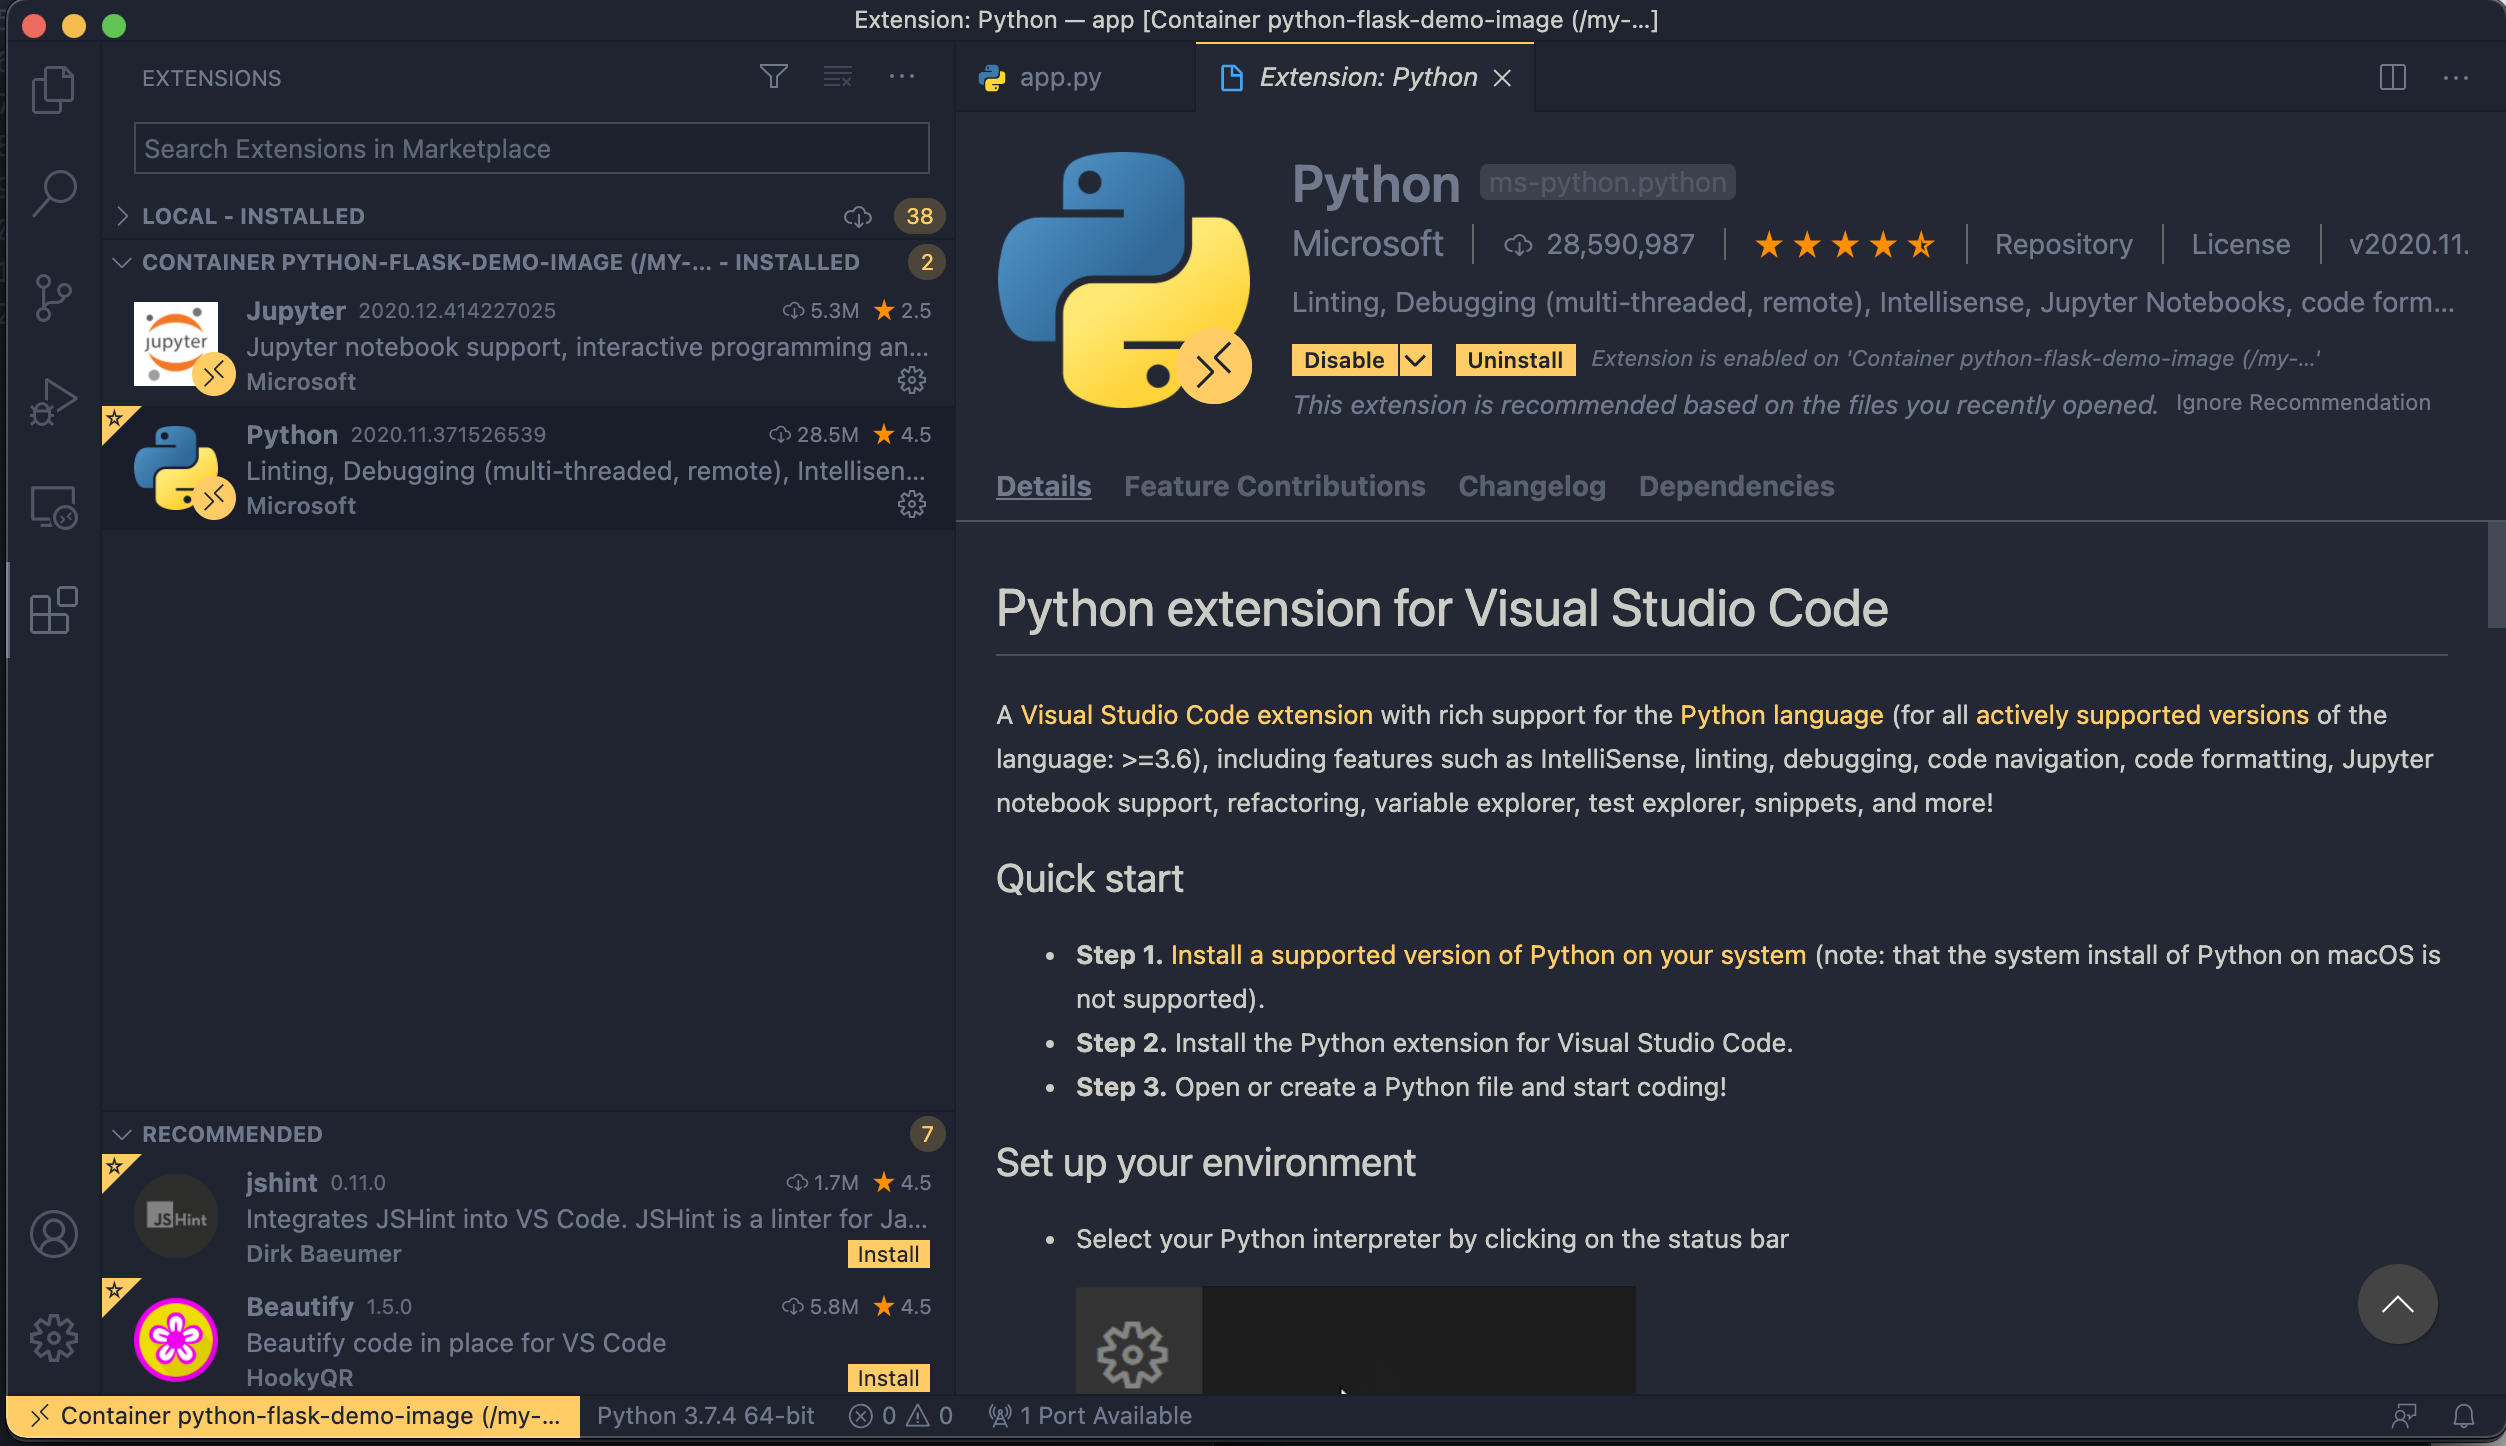 Extension: Python — app [Container python-flask-demo-image (/my-...]
EXTENSIONS
Search Extensions in Marketplace
LOCAL - INSTALLED
38
CONTAINER PYTHON-FLASK-DEMO-IMAGE (/MY-... - INSTALLED
2
jupyter
Jupyter 2020.12.414227025 5.3M 2.5
Jupyter notebook support, interactive programming an...
Microsoft
Python 2020.11.371526539 28.5M 4.5
Linting, Debugging (multi-threaded, remote), Intellisen...
Microsoft
RECOMMENDED
7
JSHint
jshint 0.11.0 1.7M 4.5
Integrates JSHint into VS Code. JSHint is a linter for Ja...
Dirk Baeumer Install
Beautify 1.5.0 5.8M 4.5
Beautify code in place for VS Code
HookyQR Install
app.py Extension: Python
Python ms-python.python
Microsoft 28,590,987 Repository License v2020.11.
Linting, Debugging (multi-threaded, remote), Intellisense, Jupyter Notebooks, code form...
Disable Uninstall Extension is enabled on 'Container python-flask-demo-image (/my-...'
This extension is recommended based on the files you recently opened. Ignore Recommendation
Details Feature Contributions Changelog Dependencies
Python extension for Visual Studio Code
A Visual Studio Code extension with rich support for the Python language (for all actively supported versions of the
language: >=3.6), including features such as IntelliSense, linting, debugging, code navigation, code formatting, Jupyter
notebook support, refactoring, variable explorer, test explorer, snippets, and more!
Quick start
• Step 1. Install a supported version of Python on your system (note: that the system install of Python on macOS is
not supported).
• Step 2. Install the Python extension for Visual Studio Code.
• Step 3. Open or create a Python file and start coding!
Set up your environment
• Select your Python interpreter by clicking on the status bar
Container python-flask-demo-image (/my-... Python 3.7.4 64-bit 0 0 1 Port Available